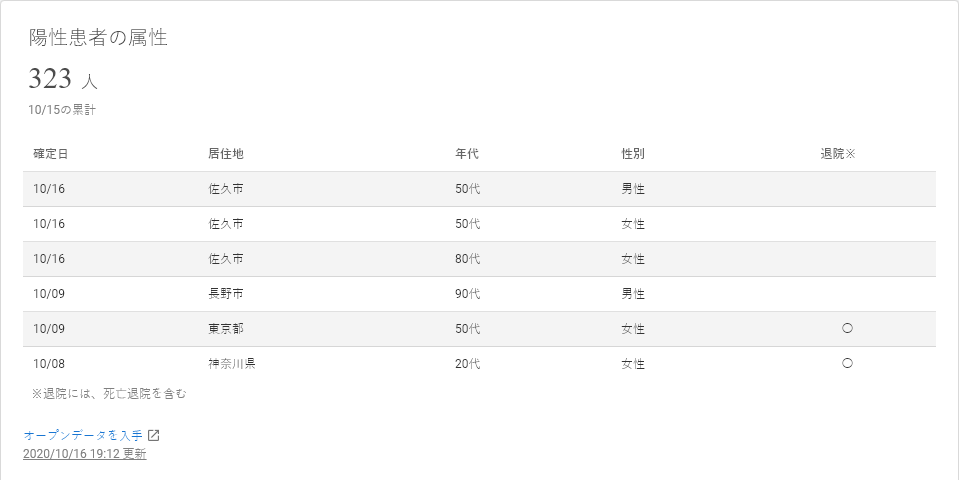 陽性患者の属性
323 人
10/15の累計
確定日 居住地 年代 性別 退院※
10/16 佐久市 50代 男性
10/16 佐久市 50代 女性
10/16 佐久市 80代 女性
10/09 長野市 90代 男性
10/09 東京都 50代 女性 〇
10/08 神奈川県 20代 女性 〇
※退院には、死亡退院を含む
オープンデータを入手
2020/10/16 19:12 更新